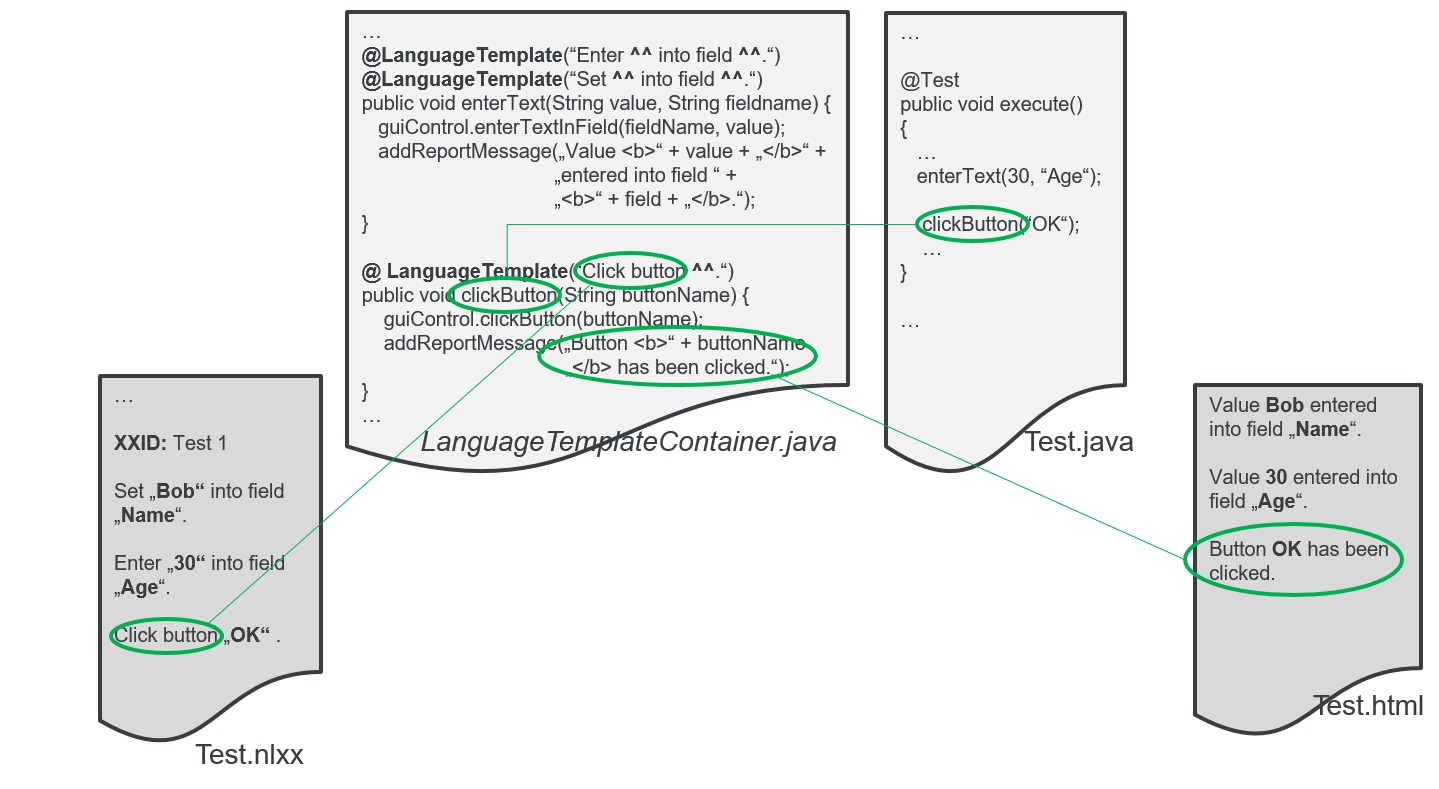 …
@LanguageTemplate(“Enter ^^ into field ^^.“)
@LanguageTemplate(“Set ^^ into field ^^.”)
public void enterText(String value, String fieldname) {
guiControl.enterTextInField(fieldName, value);
addReportMessage(„Value <b>“ + value + „</b>“ +
„entered into field “ +
„<b>“ + field + „</b>.“);
}
@ LanguageTemplate(“Click button ^^.“)
public void clickButton(String buttonName) {
guiControl.clickButton(buttonName);
addReportMessage(„Button <b>“ + buttonName
„</b> has been clicked.“);
}
…
LanguageTemplateContainer.java
…
@Test
public void execute()
{
…
enterText(30, “Age“);
clickButton(“OK“);
…
}
…
Test.java
…
XXID: Test 1
Set „Bob“ into field
„Name“.
Enter „30“ into field
„Age“.
Click button „OK“ .
Test.nlxx
Value Bob entered
into field „Name“.
Value 30 entered into
field „Age“.
Button OK has been
clicked.
Test.html